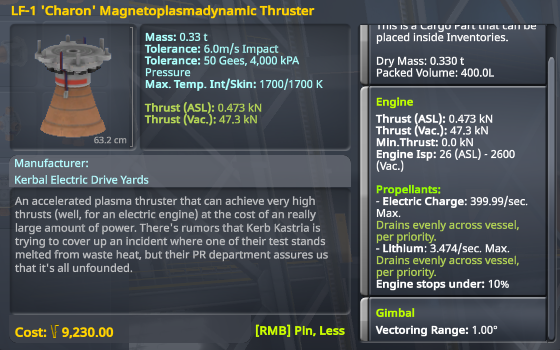 LF-1 'Charon' Magnetoplasmadynamic Thruster
Mass: 0.33 t
Tolerance: 6.0m/s Impact
Tolerance: 50 Gees, 4,000 kPA
Pressure
Max. Temp. Int/Skin: 1700/1700 K
Thrust (ASL): 0.473 kN
Thrust (Vac.): 47.3 kN
63.2 cm
Manufacturer:
Kerbal Electric Drive Yards
An accelerated plasma thruster that can achieve very high
thrusts (well, for an electric engine) at the cost of an really
large amount of power. There's rumors that Kerb Kastria is
trying to cover up an incident where one of their test stands
melted from waste heat, but their PR department assures us
that it's all unfounded.
Cost: 9,230.00
[RMB] Pin, Less
This is a Cargo Part that can be
placed inside Inventories.
Dry Mass: 0.330 t
Packed Volume: 400.0L
Engine
Thrust (ASL): 0.473 kN
Thrust (Vac.): 47.3 kN
Min.Thrust: 0.0 kN
Engine Isp: 26 (ASL) - 2600
(Vac.)
Propellants:
- Electric Charge: 399.99/sec.
Max.
Drains evenly across vessel,
per priority.
- Lithium: 3.474/sec. Max.
Drains evenly across vessel,
per priority.
Engine stops under: 10%
Gimbal
Vectoring Range: 1.00°